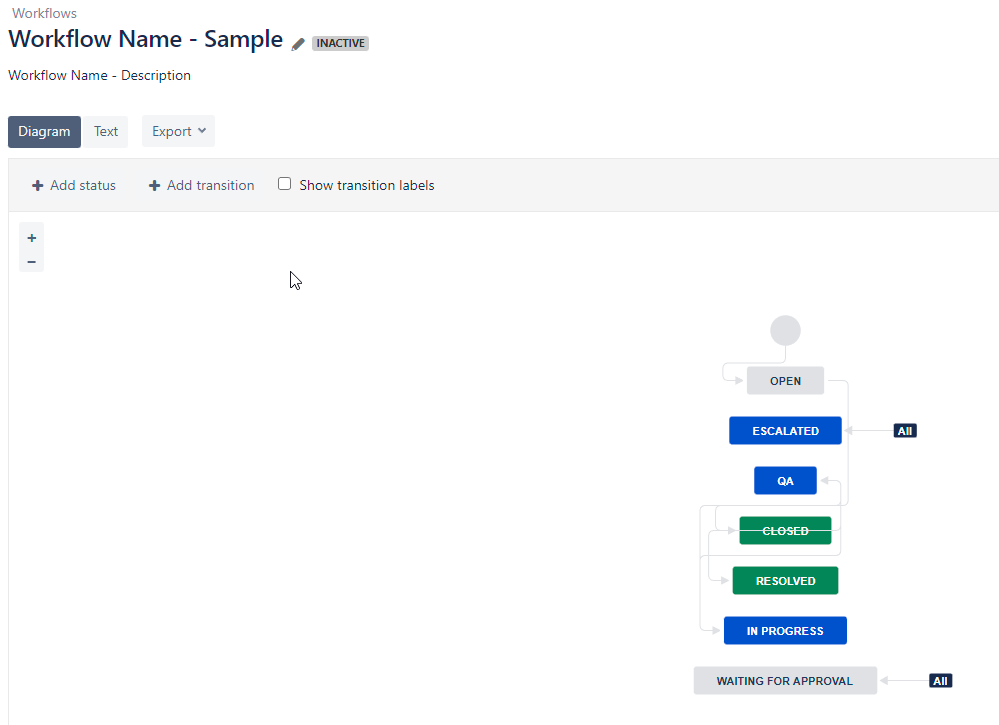 Workflows
Workflow Name - Sample INACTIVE
Workflow Name - Description
Diagram Text Export
+ Add status + Add transition Show transition labels
+
−
OPEN
ESCALATED All
QA
CLOSED
RESOLVED
IN PROGRESS
WAITING FOR APPROVAL All